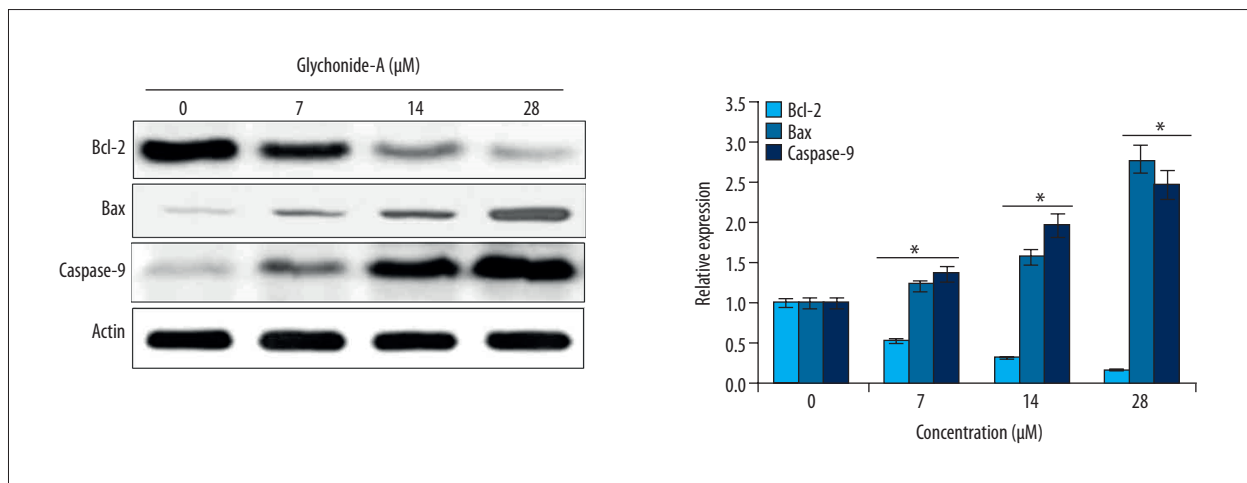 Glychonide-A (µM)
0 7 14 28
Bcl-2
Bax
Caspase-9
Actin
3.5
3.0
2.5
2.0
1.5
1.0
0.5
0.0
Relative expression
Bcl-2
Bax
Caspase-9
*
*
*
0 7 14 28
Concentration (µM)